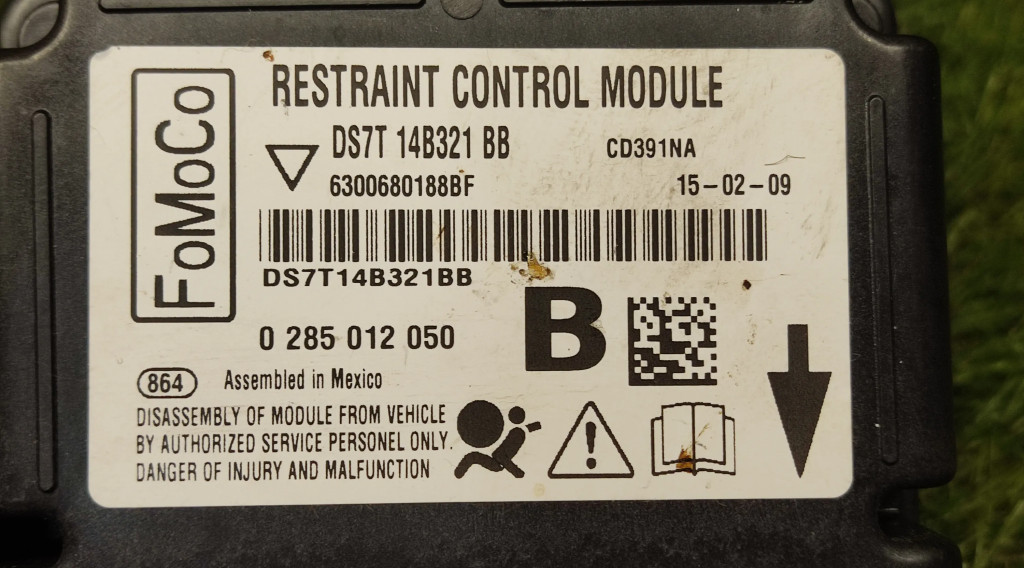 FoMoCo
RESTRAINT CONTROL MODULE
DS7T 14B321 BB
CD391NA
6300680188BF
15-02-09
DS7T14B321BB
B
0 285 012 050
864
Assembled in Mexico
DISASSEMBLY OF MODULE FROM VEHICLE
BY AUTHORIZED SERVICE PERSONEL ONLY.
DANGER OF INJURY AND MALFUNCTION